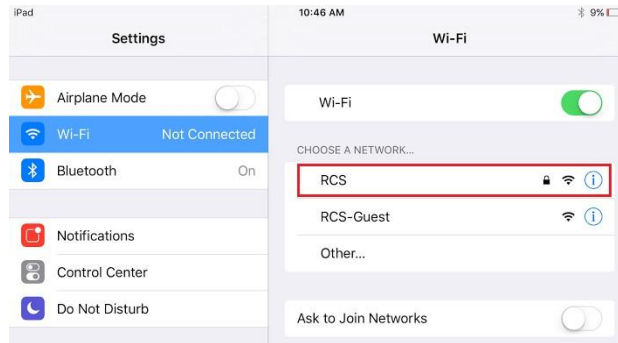 iPad 10:46 AM 9%
Settings Wi-Fi
Airplane Mode
Wi-Fi Not Connected
Bluetooth On
Notifications
Control Center
Do Not Disturb
Wi-Fi
CHOOSE A NETWORK...
RCS
RCS-Guest
Other...
Ask to Join Networks